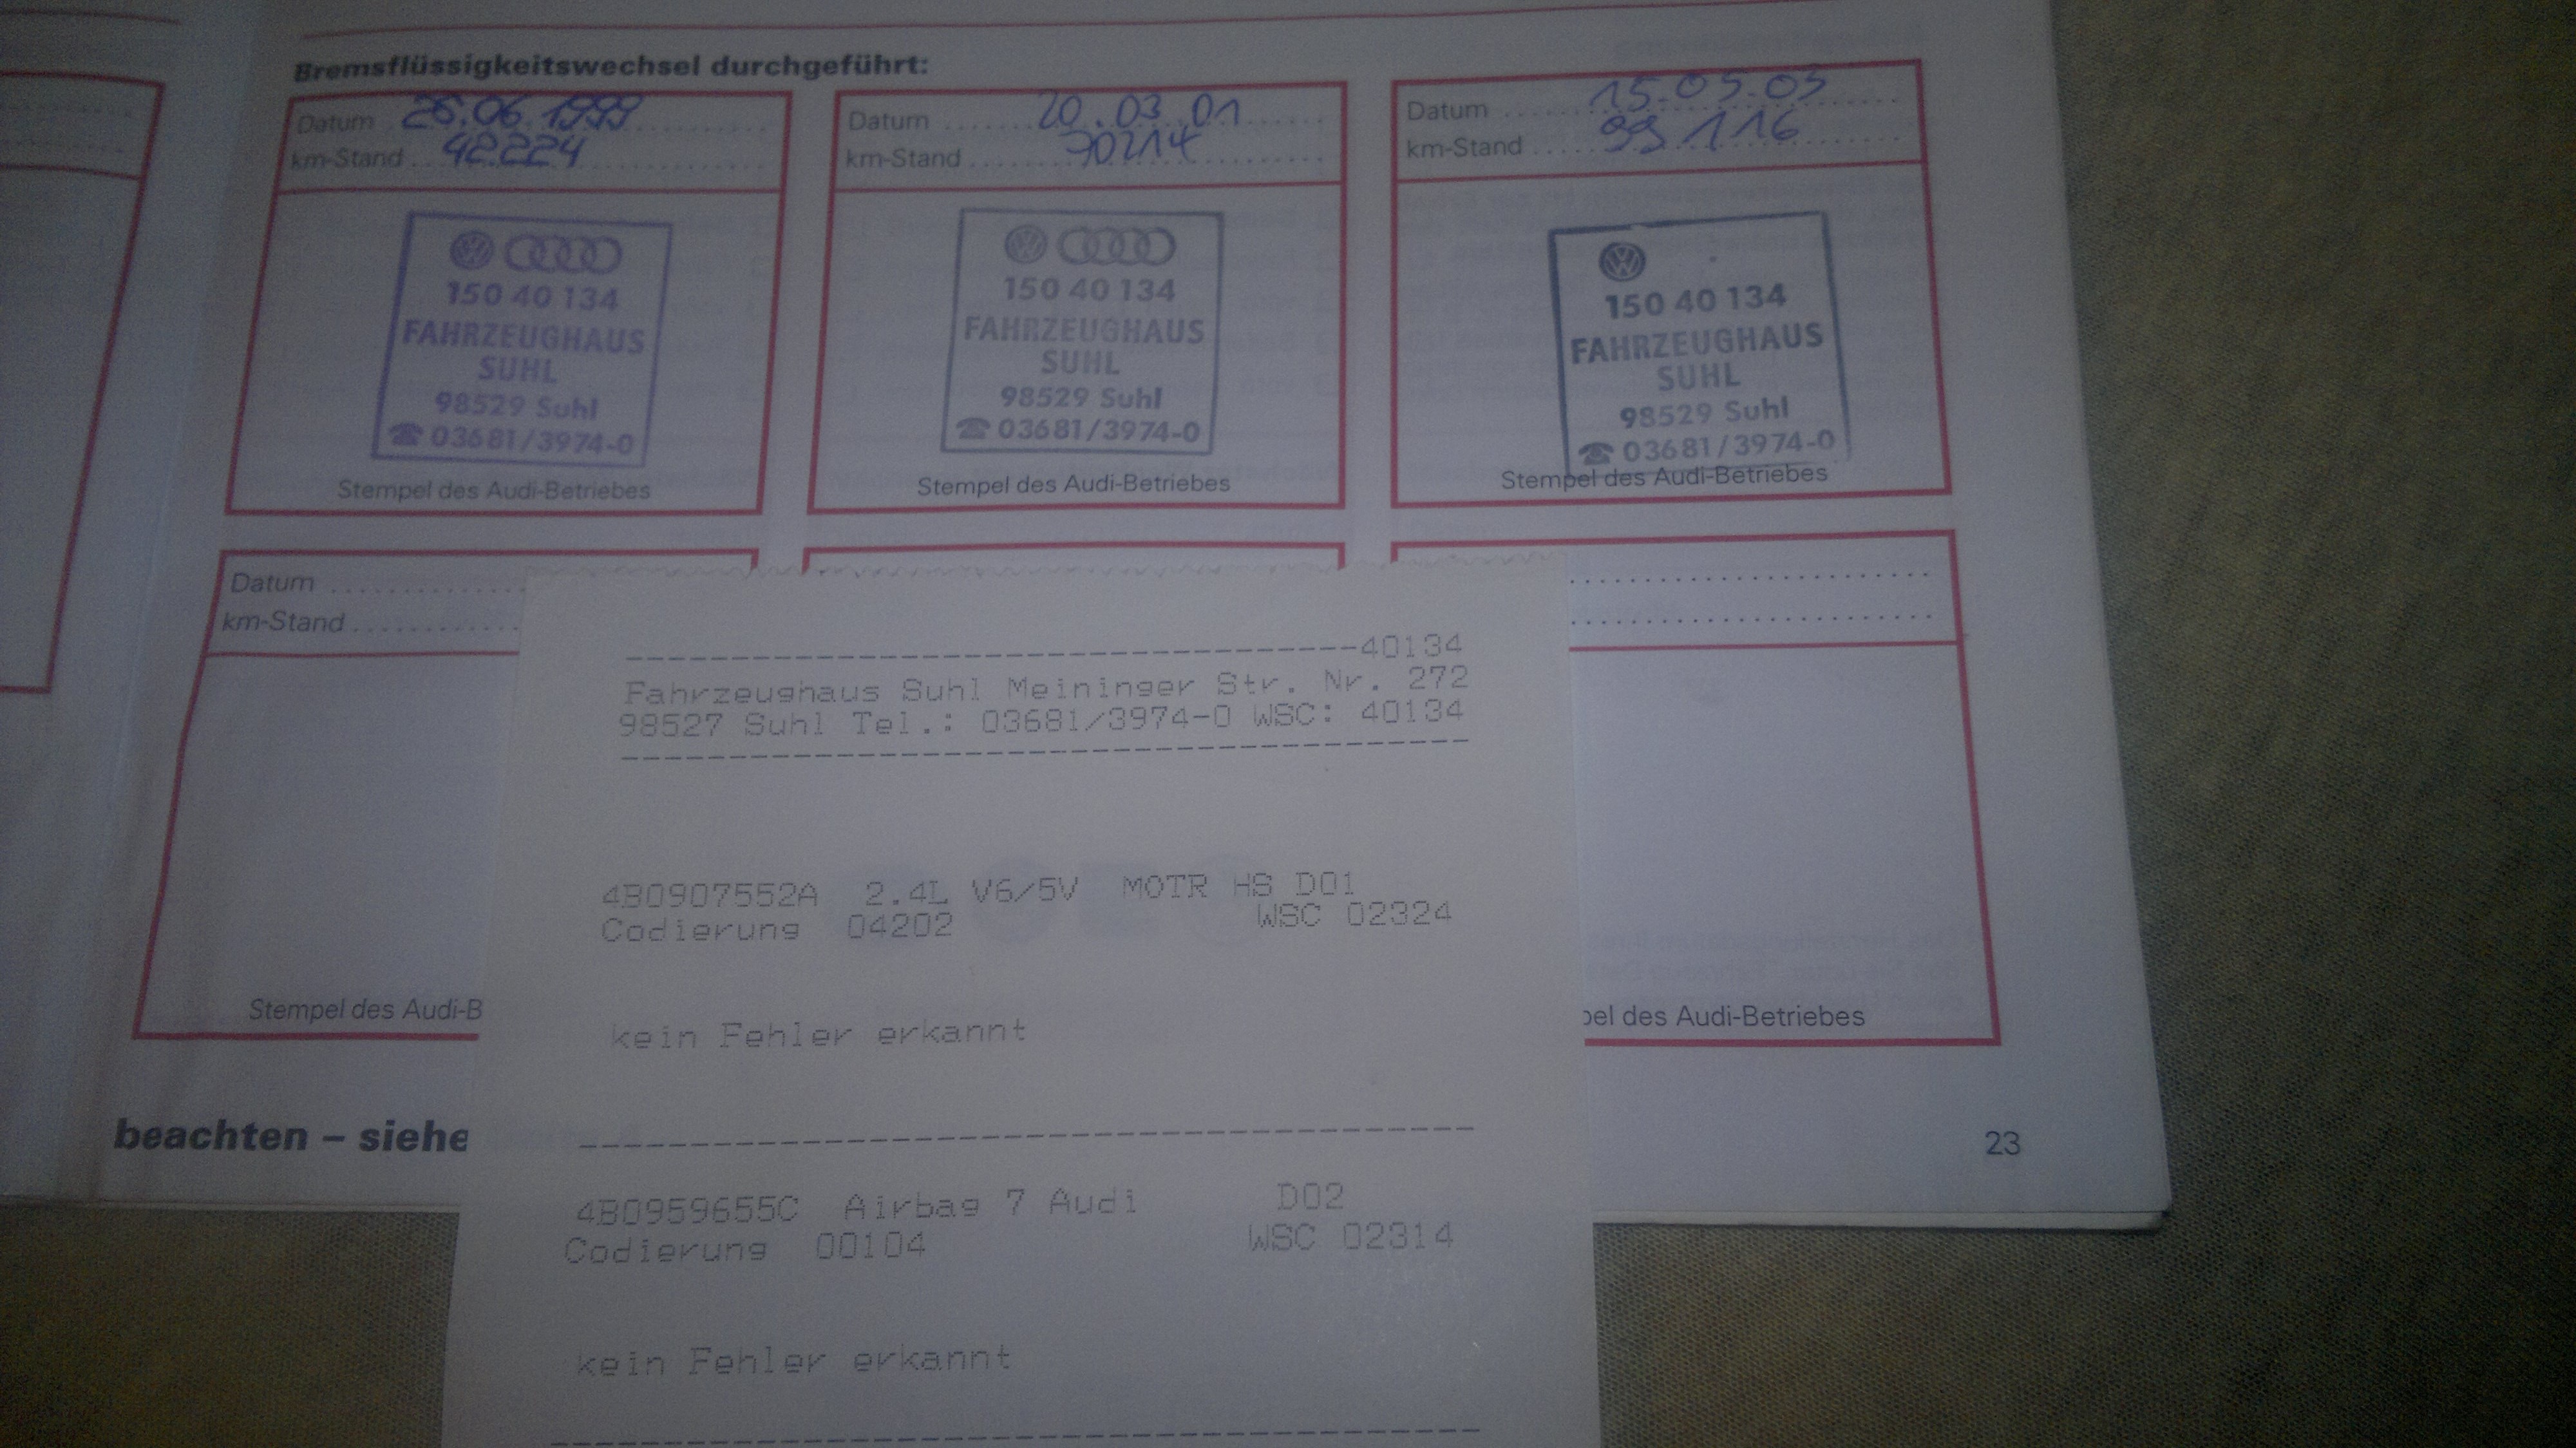 Bremsflüssigkeitswechsel durchgeführt:
Datum 26.06.1999
km-Stand 42.224
150 40 134
FAHRZEUGHAUS
SUHL
98529 Suhl
☎ 03681/3974-0
Stempel des Audi-Betriebes
Datum 20.03.01
km-Stand 70214
150 40 134
FAHRZEUGHAUS
SUHL
98529 Suhl
☎ 03681/3974-0
Stempel des Audi-Betriebes
Datum 15.05.03
km-Stand 99 116
150 40 134
FAHRZEUGHAUS
SUHL
98529 Suhl
☎ 03681/3974-0
Stempel des Audi-Betriebes
Datum
km-Stand
Stempel des Audi-B
pel des Audi-Betriebes
beachten – siehe
23
40134
Fahrzeughaus Suhl Meininger Str. Nr. 272
98527 Suhl Tel.: 03681/3974-0 WSC: 40134
4B0907552A 2.4L V6/5V MOTR HS D01
Codierung 04202 WSC 02324
kein Fehler erkannt
4B0959655C Airbag 7 Audi D02
Codierung 00104 WSC 02314
kein Fehler erkannt